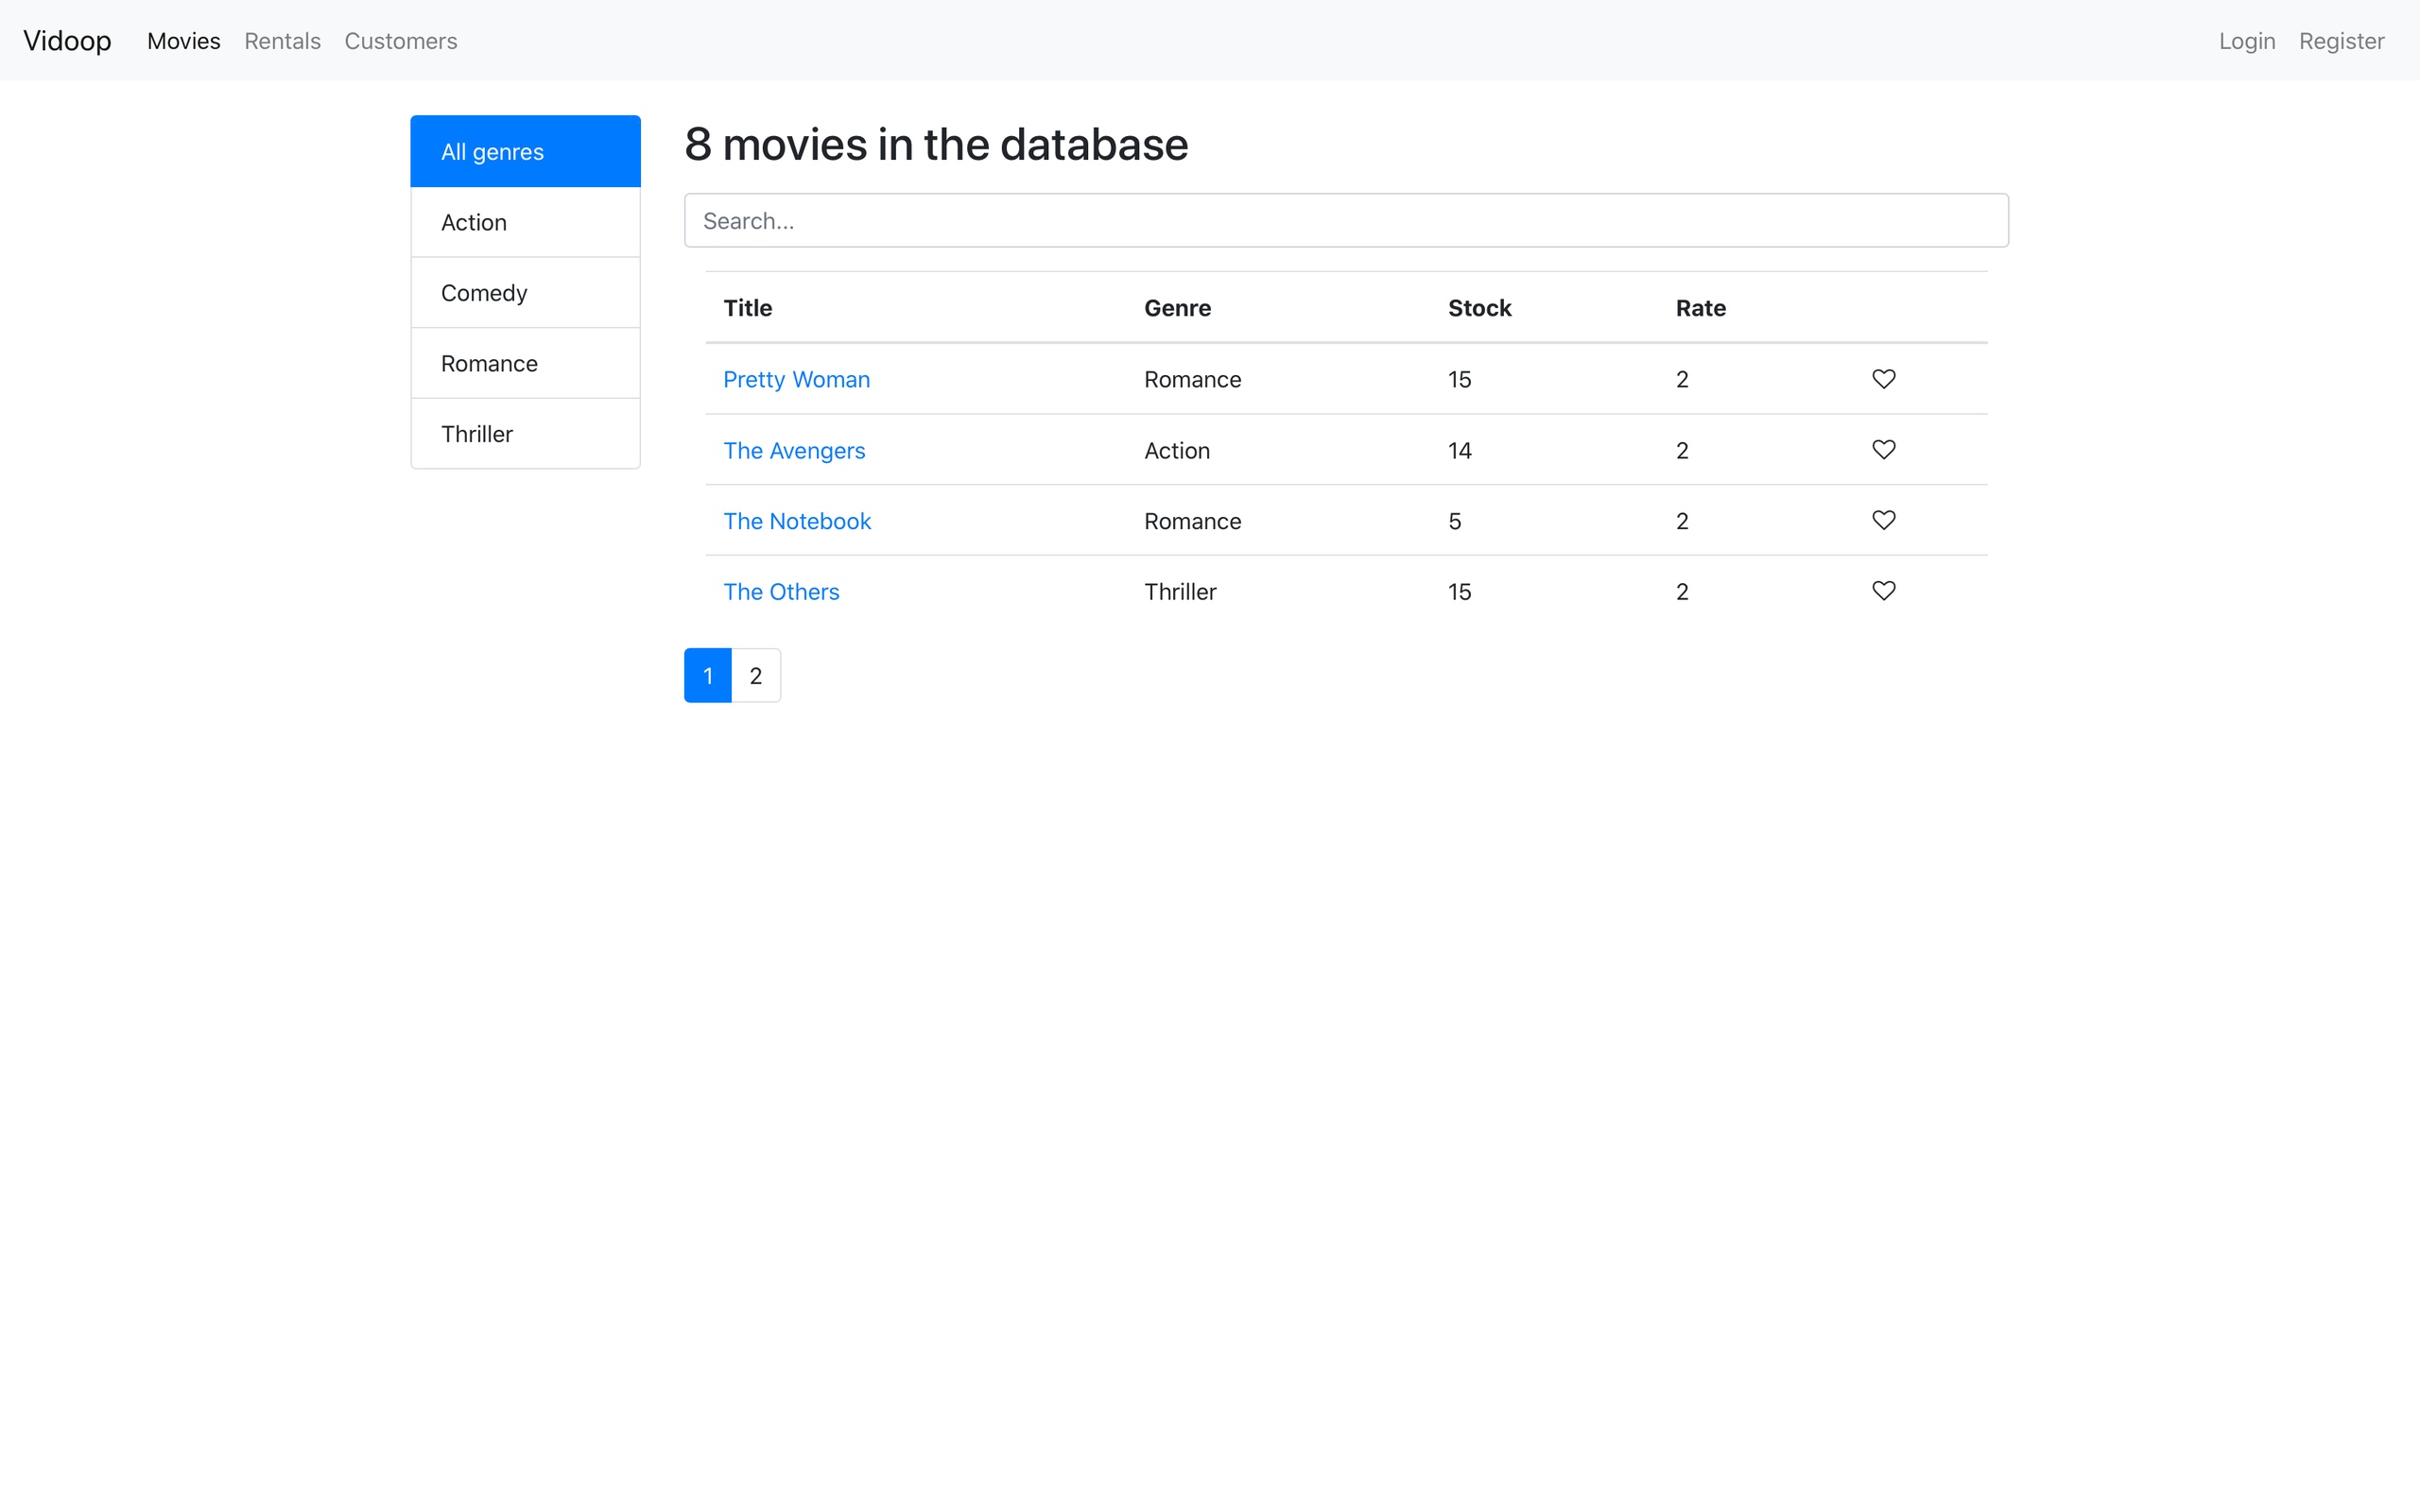 Vidoop Movies Rentals Customers Login Register
All genres
Action
Comedy
Romance
Thriller
8 movies in the database
Search...
Title Genre Stock Rate
Pretty Woman Romance 15 2
The Avengers Action 14 2
The Notebook Romance 5 2
The Others Thriller 15 2
1 2